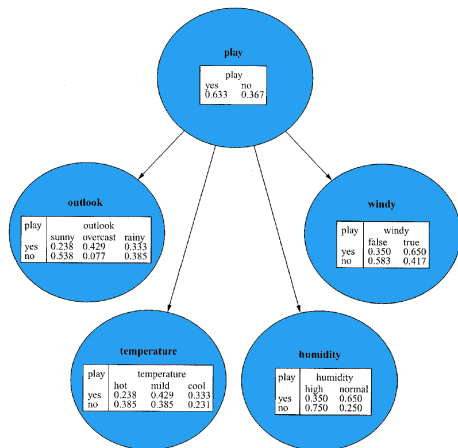 play
play
yes no
0.633 0.367
outlook
play outlook
sunny overcast rainy
yes 0.238 0.429 0.333
no 0.538 0.077 0.385
windy
play windy
false true
yes 0.350 0.650
no 0.583 0.417
temperature
play temperature
hot mild cool
yes 0.238 0.429 0.333
no 0.385 0.385 0.231
humidity
play humidity
high normal
yes 0.350 0.650
no 0.750 0.250